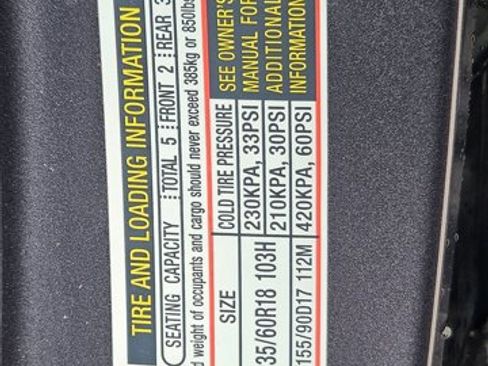 TIRE AND LOADING INFORMATION
SEATING CAPACITY TOTAL 5 FRONT 2 REAR 3
weight of occupants and cargo should never exceed 385kg or 850lbs
SIZE COLD TIRE PRESSURE SEE OWNER'S
MANUAL FOR
ADDITIONAL
INFORMATION
35/60R18 103H 230KPA, 33PSI
210KPA, 30PSI
155/90D17 112M 420KPA, 60PSI